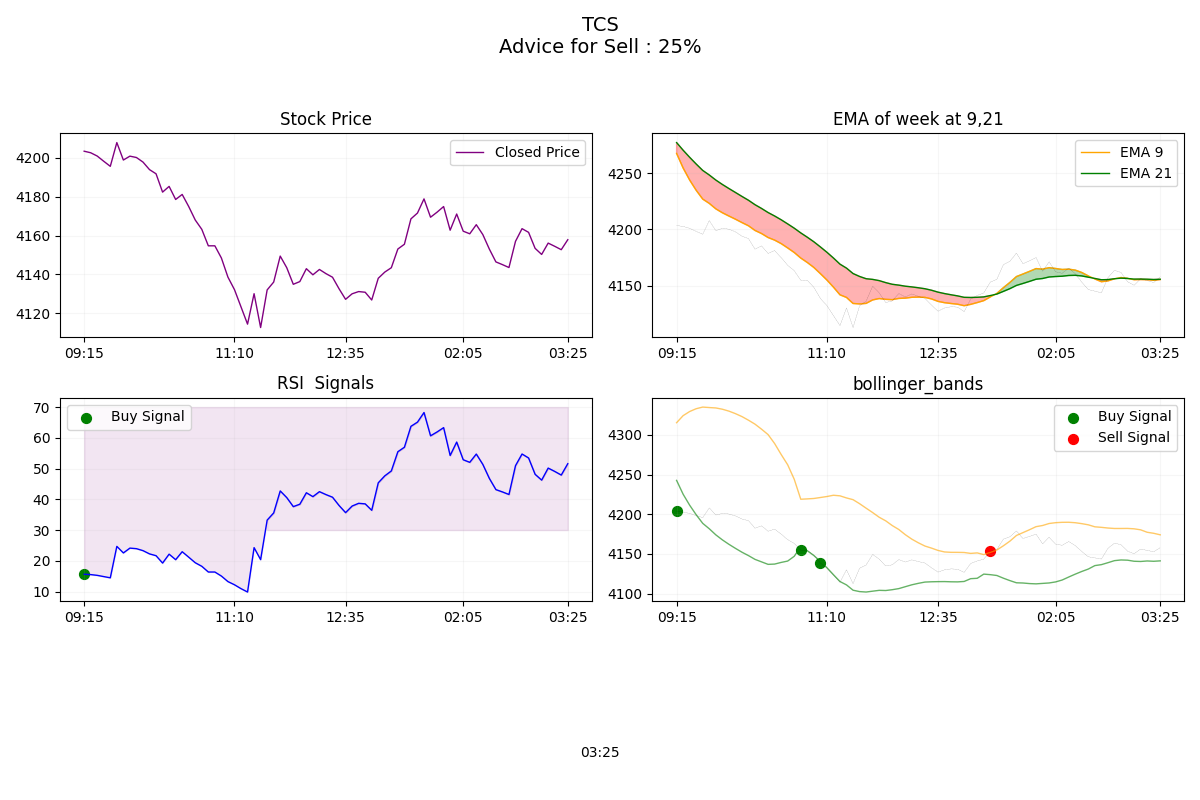 TCS
Advice for Sell : 25%
Stock Price
Closed Price
4200
4180
4160
4140
4120
09:15 11:10 12:35 02:05 03:25
EMA of week at 9,21
EMA 9
EMA 21
4250
4200
4150
09:15 11:10 12:35 02:05 03:25
RSI  Signals
Buy Signal
70
60
50
40
30
20
10
09:15 11:10 12:35 02:05 03:25
bollinger_bands
Buy Signal
Sell Signal
4300
4250
4200
4150
4100
09:15 11:10 12:35 02:05 03:25
03:25